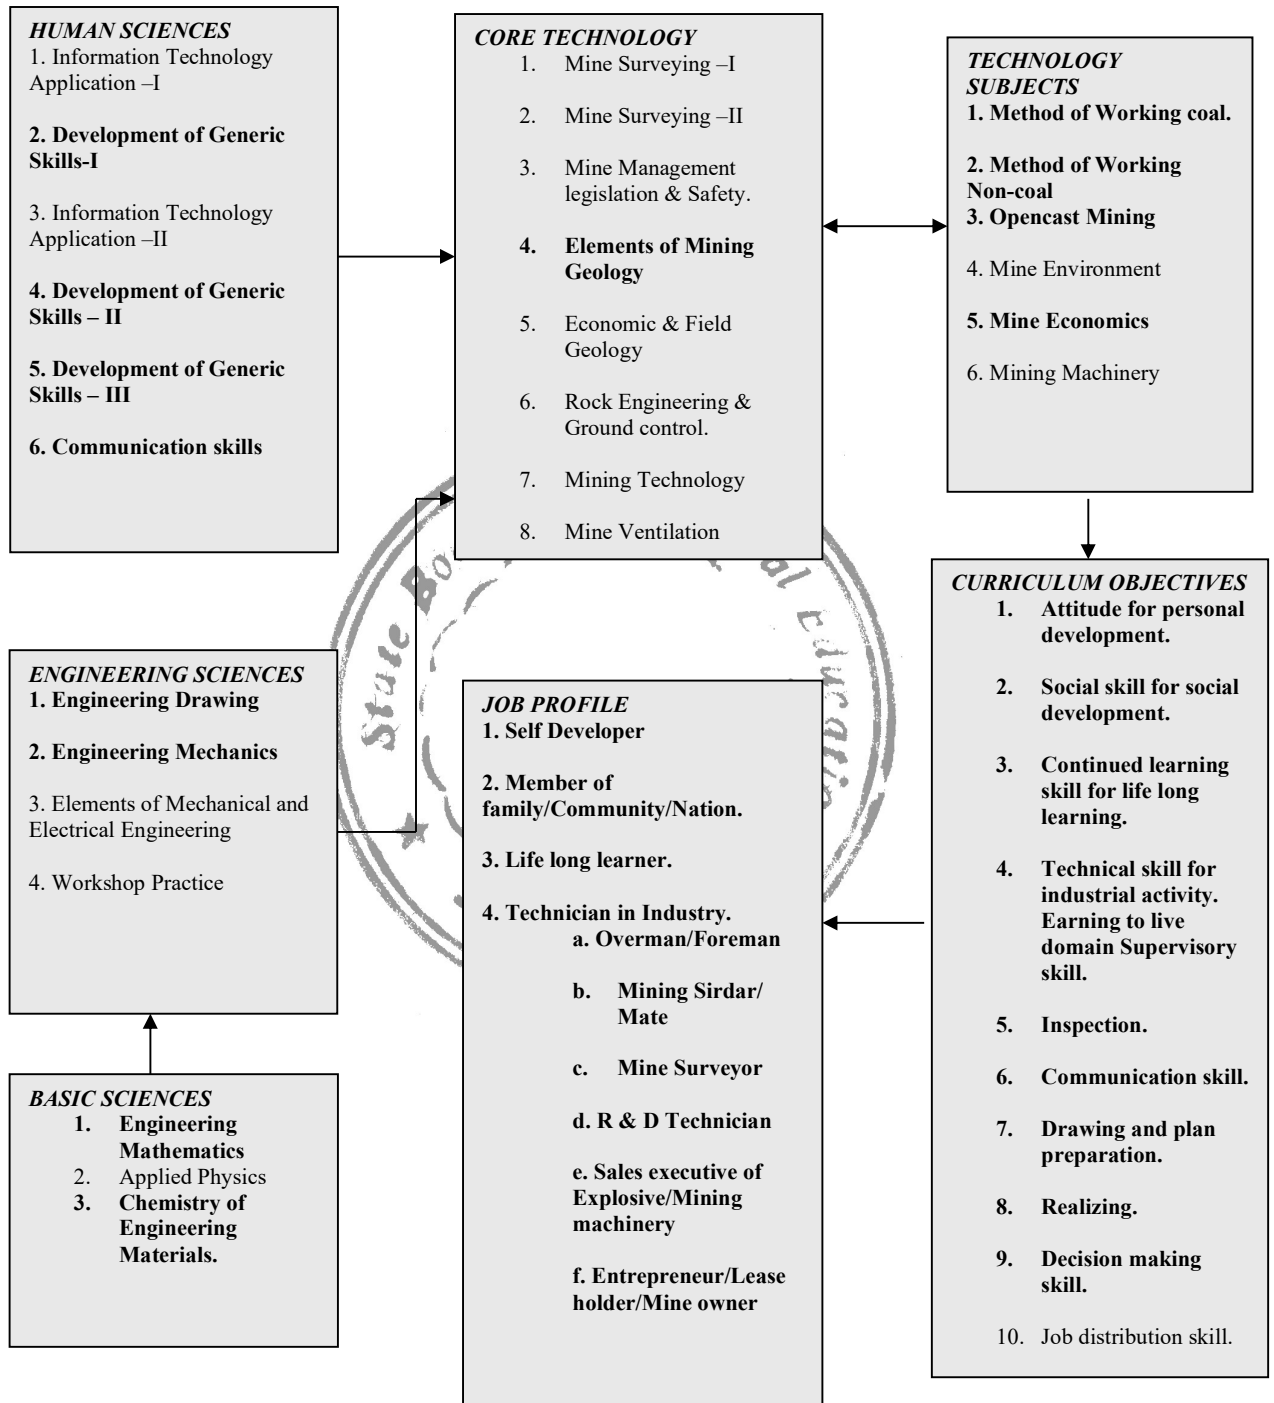 HUMAN SCIENCES
1. Information Technology
Application –I
2. Development of Generic
Skills-I
3. Information Technology
Application –II
4. Development of Generic
Skills – II
5. Development of Generic
Skills – III
6. Communication skills
CORE TECHNOLOGY
1. Mine Surveying –I
2. Mine Surveying –II
3. Mine Management
legislation & Safety.
4. Elements of Mining
Geology
5. Economic & Field
Geology
6. Rock Engineering &
Ground control.
7. Mining Technology
8. Mine Ventilation
TECHNOLOGY
SUBJECTS
1. Method of Working coal.
2. Method of Working
Non-coal
3. Opencast Mining
4. Mine Environment
5. Mine Economics
6. Mining Machinery
ENGINEERING SCIENCES
1. Engineering Drawing
2. Engineering Mechanics
3. Elements of Mechanical and
Electrical Engineering
4. Workshop Practice
BASIC SCIENCES
1. Engineering
Mathematics
2. Applied Physics
3. Chemistry of
Engineering
Materials.
JOB PROFILE
1. Self Developer
2. Member of
family/Community/Nation.
3. Life long learner.
4. Technician in Industry.
a. Overman/Foreman
b. Mining Sirdar/
Mate
c. Mine Surveyor
d. R & D Technician
e. Sales executive of
Explosive/Mining
machinery
f. Entrepreneur/Lease
holder/Mine owner
CURRICULUM OBJECTIVES
1. Attitude for personal
development.
2. Social skill for social
development.
3. Continued learning
skill for life long
learning.
4. Technical skill for
industrial activity.
Earning to live
domain Supervisory
skill.
5. Inspection.
6. Communication skill.
7. Drawing and plan
preparation.
8. Realizing.
9. Decision making
skill.
10. Job distribution skill.
State